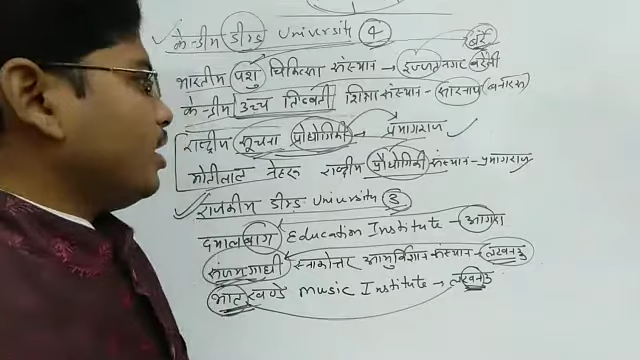 केन्द्रीय डीम्ड University 4
भारतीय पशु चिकित्सा संस्थान → इज्जतनगर बरेली
केन्द्रीय उच्च तिब्बती शिक्षा संस्थान - सारनाथ (बनारस)
राष्ट्रीय सूचना प्रौद्योगिकी → प्रयागराज
मोतीलाल नेहरू राष्ट्रीय प्रौद्योगिकी संस्थान - प्रयागराज
राजकीय डीम्ड University 3
दयालबाग Education Institute → आगरा
संजय गांधी स्नाकोत्तर आयुर्विज्ञान संस्थान - लखनऊ
भातखण्डे music Institute → लखनऊ